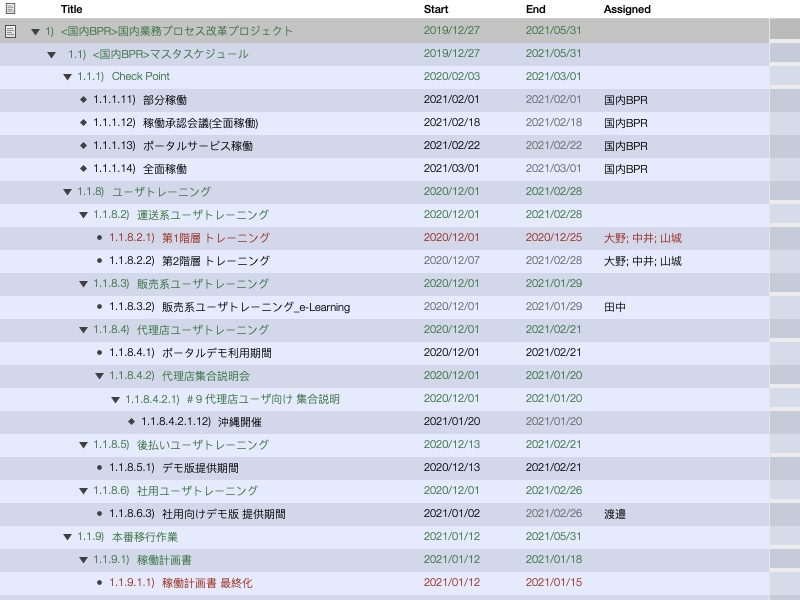 Title Start End Assigned
1) <国内BPR>国内業務プロセス改革プロジェクト 2019/12/27 2021/05/31
1.1) <国内BPR>マスタスケジュール 2019/12/27 2021/05/31
1.1.1) Check Point 2020/02/03 2021/03/01
1.1.1.11) 部分稼働 2021/02/01 2021/02/01 国内BPR
1.1.1.12) 稼働承認会議(全面稼働) 2021/02/18 2021/02/18 国内BPR
1.1.1.13) ポータルサービス稼働 2021/02/22 2021/02/22 国内BPR
1.1.1.14) 全面稼働 2021/03/01 2021/03/01 国内BPR
1.1.8) ユーザトレーニング 2020/12/01 2021/02/28
1.1.8.2) 運送系ユーザトレーニング 2020/12/01 2021/02/28
1.1.8.2.1) 第1階層 トレーニング 2020/12/01 2020/12/25 大野; 中井; 山城
1.1.8.2.2) 第2階層 トレーニング 2020/12/07 2021/02/28 大野; 中井; 山城
1.1.8.3) 販売系ユーザトレーニング 2020/12/01 2021/01/29
1.1.8.3.2) 販売系ユーザトレーニング_e-Learning 2020/12/01 2021/01/29 田中
1.1.8.4) 代理店ユーザトレーニング 2020/12/01 2021/02/21
1.1.8.4.1) ポータルデモ利用期間 2020/12/01 2021/02/21
1.1.8.4.2) 代理店集合説明会 2020/12/01 2021/01/20
1.1.8.4.2.1) #９代理店ユーザ向け 集合説明 2020/12/01 2021/01/20
1.1.8.4.2.1.12) 沖縄開催 2021/01/20 2021/01/20
1.1.8.5) 後払いユーザトレーニング 2020/12/13 2021/02/21
1.1.8.5.1) デモ版提供期間 2020/12/13 2021/02/21
1.1.8.6) 社用ユーザトレーニング 2020/12/01 2021/02/26
1.1.8.6.3) 社用向けデモ版 提供期間 2021/01/02 2021/02/26 渡邉
1.1.9) 本番移行作業 2021/01/12 2021/05/31
1.1.9.1) 稼働計画書 2021/01/12 2021/01/18
1.1.9.1.1) 稼働計画書 最終化 2021/01/12 2021/01/15